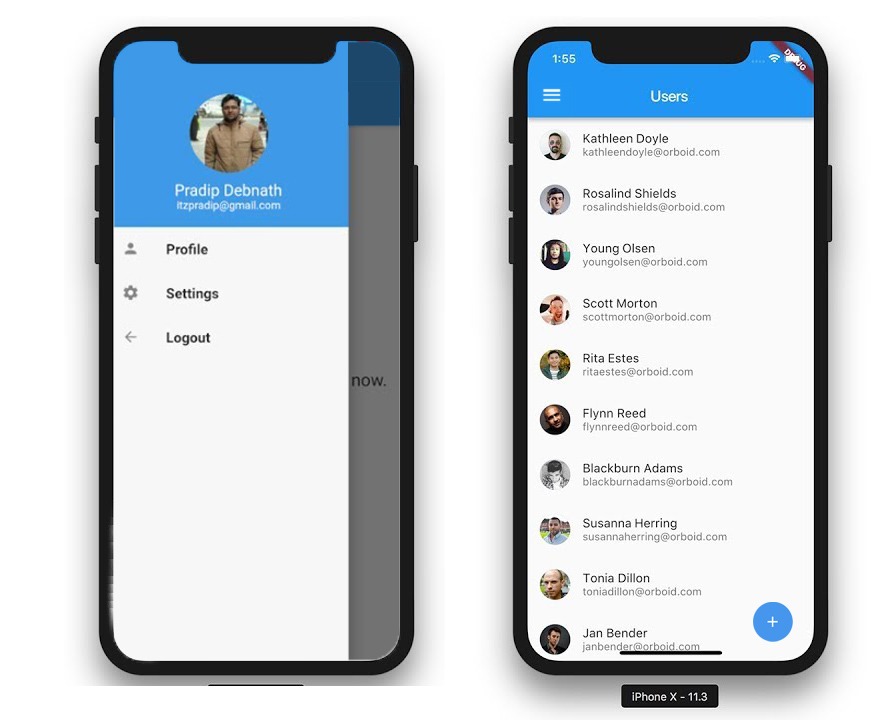 Pradip Debnath
itzpradip@gmail.com
Profile
Settings
Logout
now.
1:55
DEBUG
Users
Kathleen Doyle
kathleendoyle@orboid.com
Rosalind Shields
rosalindshields@orboid.com
Young Olsen
youngolsen@orboid.com
Scott Morton
scottmorton@orboid.com
Rita Estes
ritaestes@orboid.com
Flynn Reed
flynnreed@orboid.com
Blackburn Adams
blackburnadams@orboid.com
Susanna Herring
susannaherring@orboid.com
Tonia Dillon
toniadillon@orboid.com
Jan Bender
janbender@orboid.com
+
iPhone X - 11.3